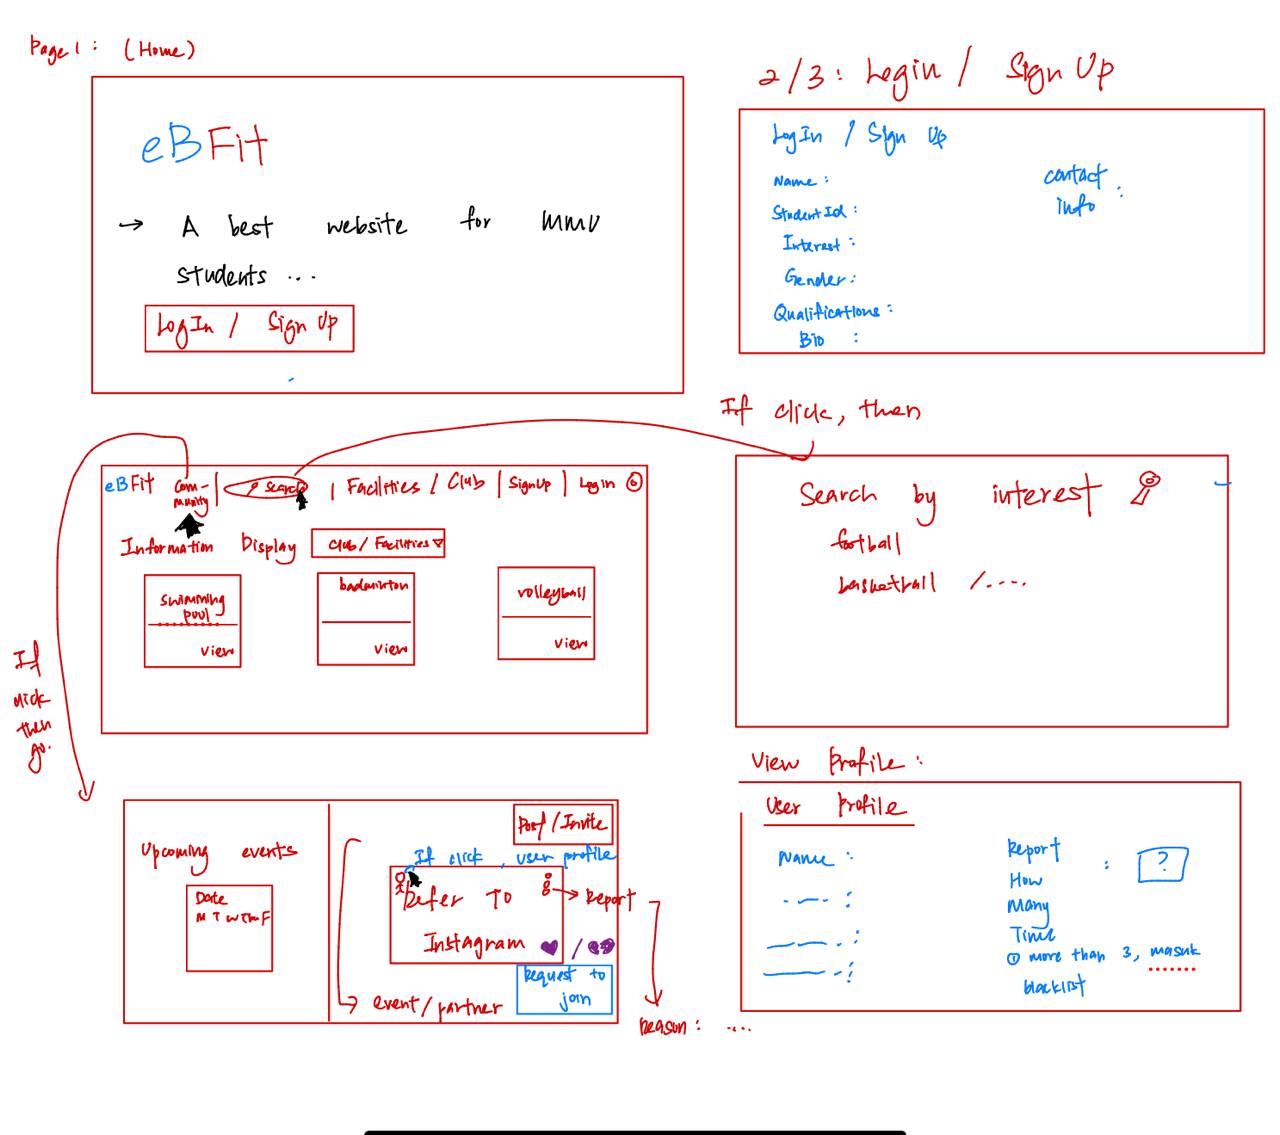 Page 1 : (Home)
eBFit
→ A best website for MMU
students ...
LogIn / Sign Up
2/3 : Login / Sign Up
LogIn / Sign Up
Name :
Student Id :
Interest :
Gender :
Qualifications :
Bio :
contact
info :
If click, then
eBFit Com-
munity | Search | Facilities / Club | SignUp | Login
Information Display Club / Facilities
swimming
pool
view
badminton
view
volleyball
view
If
click
then
go.
Search by interest
football
basketball / ....
Upcoming events
Date
M T W Th F
Post / Invite
If click, user profile
Refer to
Instagram
→ Report
Request to
join
event / partner
Reason : ....
View Profile :
User Profile
Name :
Report
How
Many
Time
: ?
① more than 3, masuk
blacklist